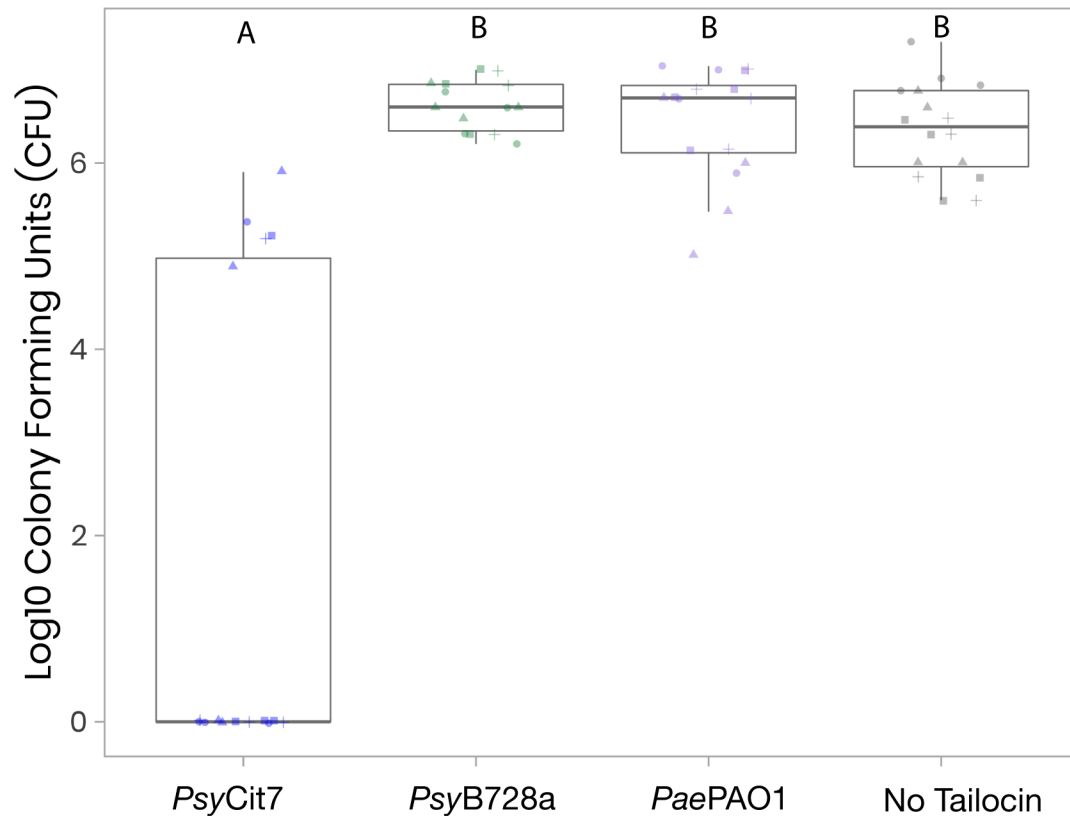 A B B B
Log10 Colony Forming Units (CFU)
6
4
2
0
PsyCit7 PsyB728a PaePAO1 No Tailocin